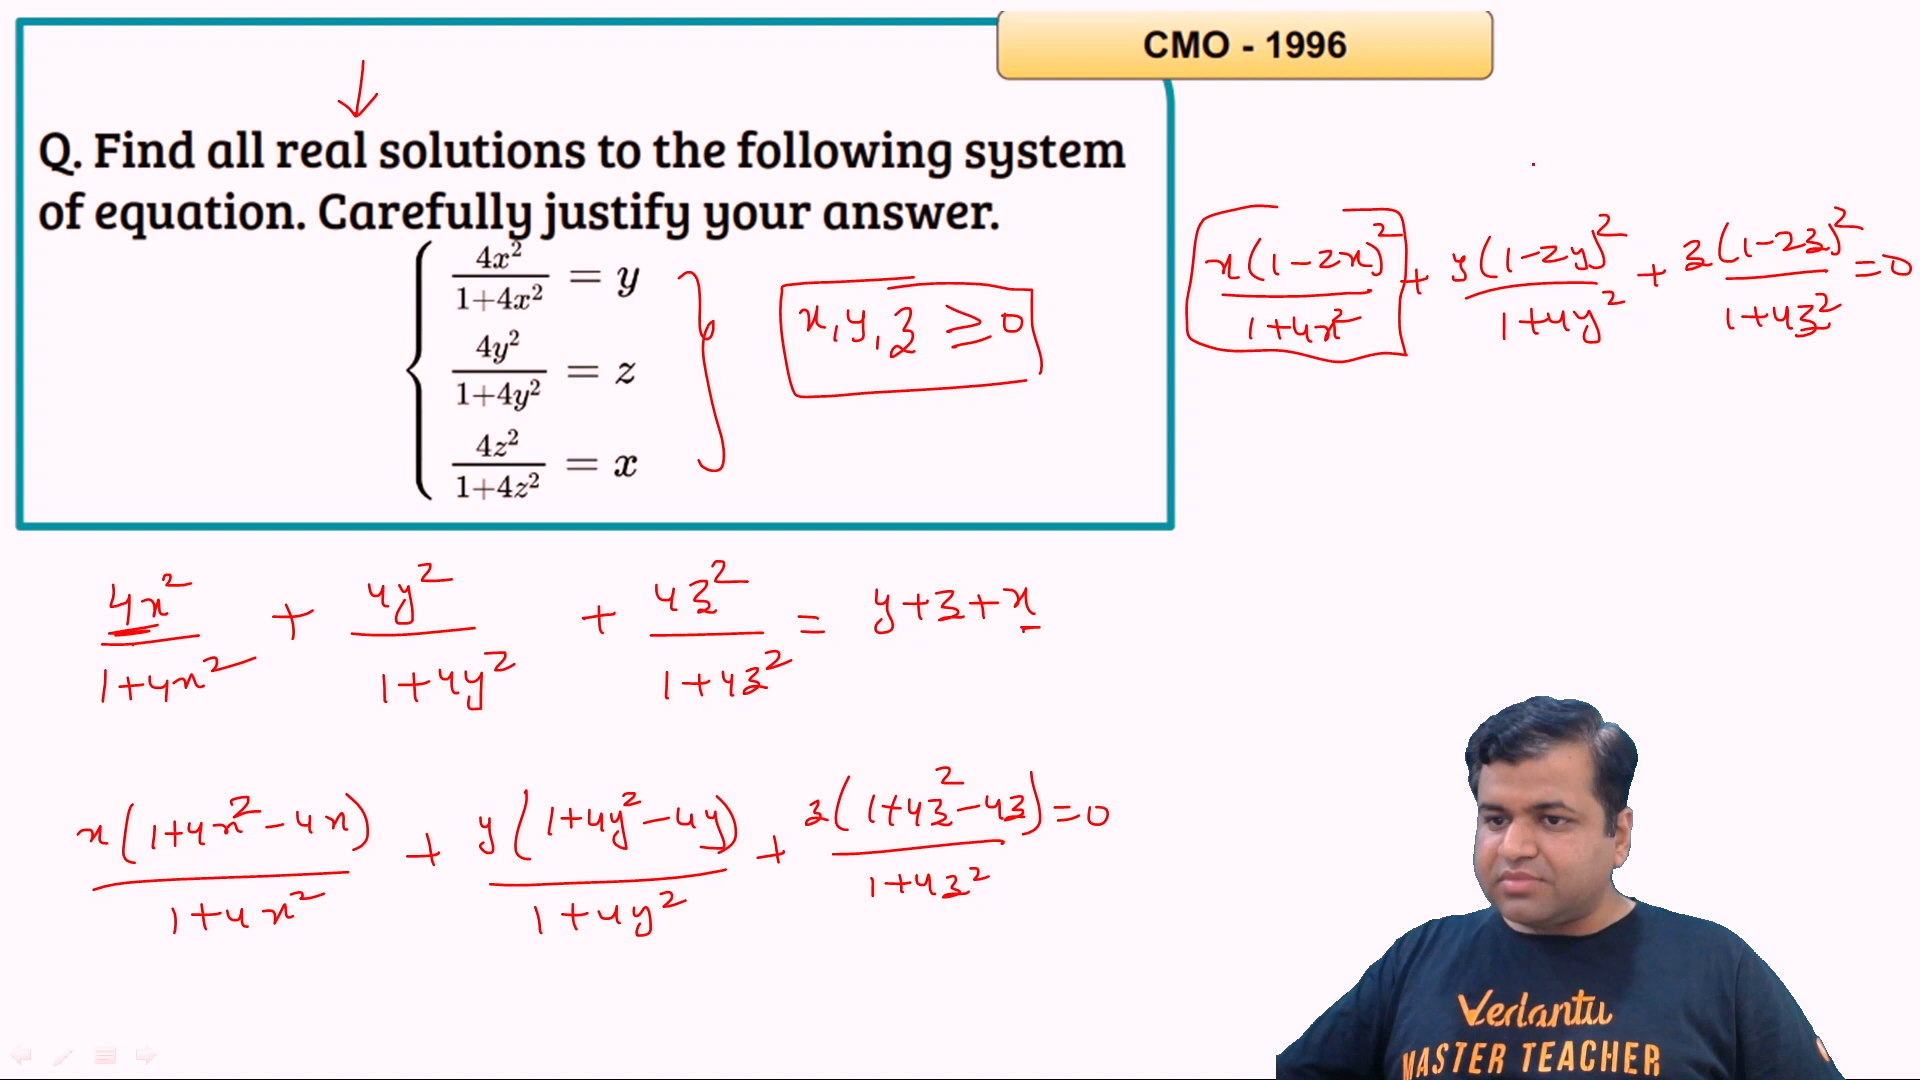 CMO - 1996
Q. Find all real solutions to the following system
of equation. Carefully justify your answer.
4x²/(1+4x²) = y
4y²/(1+4y²) = z
4z²/(1+4z²) = x
x, y, z ≥ 0
x(1-2x)²/(1+4x²) + y(1-2y)²/(1+4y²) + z(1-2z)²/(1+4z²) = 0
4x²/(1+4x²) + 4y²/(1+4y²) + 4z²/(1+4z²) = y+z+x
x(1+4x²-4x)/(1+4x²) + y(1+4y²-4y)/(1+4y²) + z(1+4z²-4z)/(1+4z²) = 0
Vedantu
MASTER TEACHER